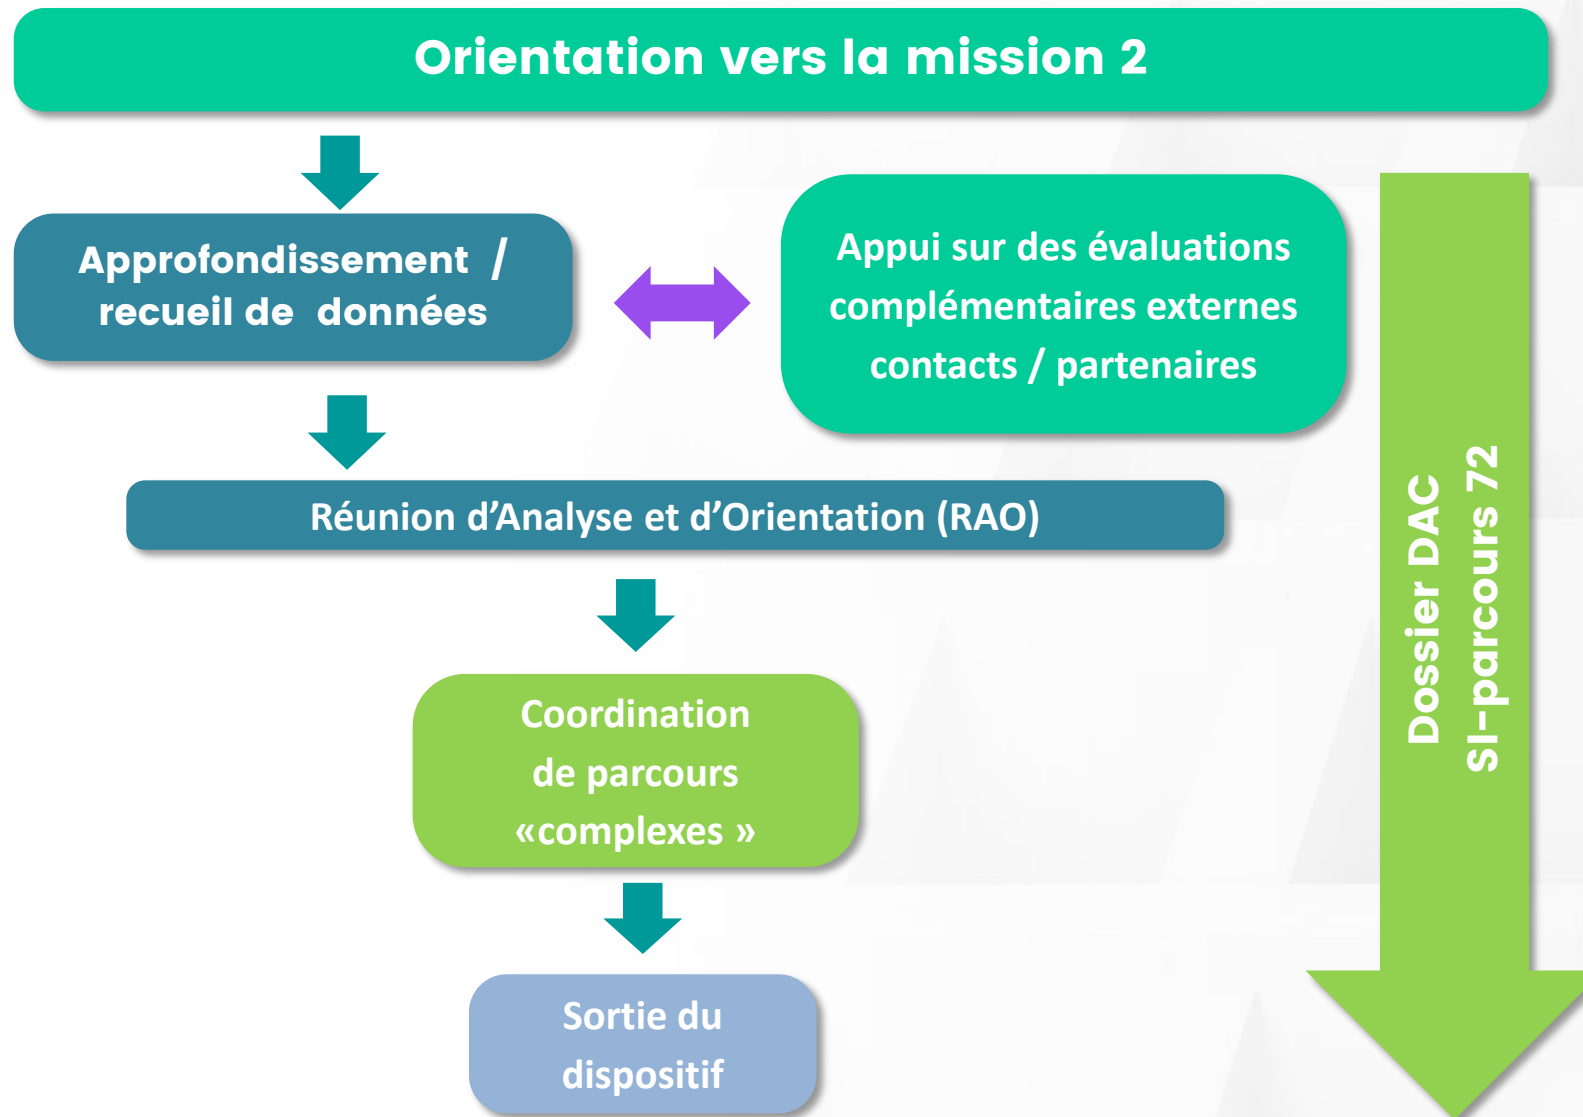 Orientation vers la mission 2
Approfondissement /
recueil de données
Appui sur des évaluations
complémentaires externes
contacts / partenaires
Réunion d’Analyse et d’Orientation (RAO)
Coordination
de parcours
«complexes »
Sortie du
dispositif
Dossier DAC
SI-parcours 72